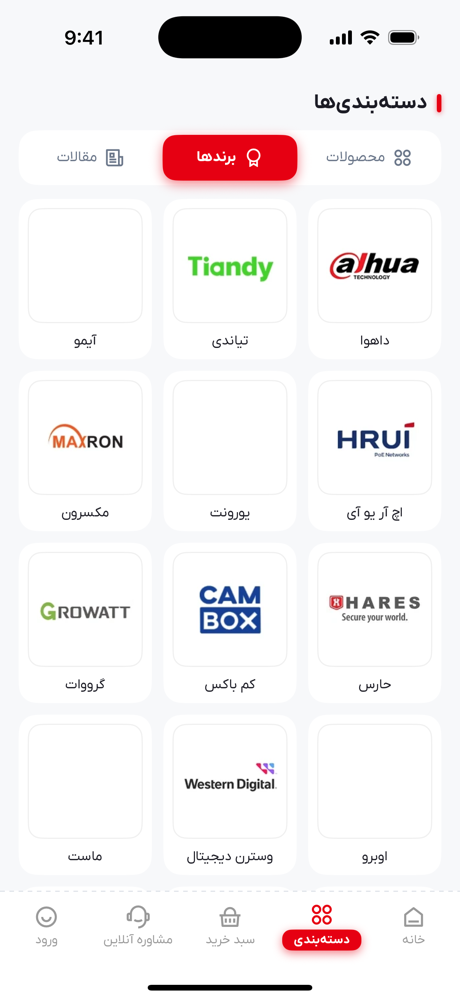 9:41
دسته‌بندی‌ها
محصولات
برندها
مقالات
alhua
TECHNOLOGY
داهوا
Tiandy
تیاندی
آیمو
HRUI
PoE Networks
اچ آر یو آی
یورونت
MAXRON
مکسرون
HARES
Secure your world.
حارس
CAM
BOX
کم باکس
GROWATT
گرووات
اوبرو
Western Digital.
وسترن دیجیتال
ماست
خانه
دسته‌بندی
سبد خرید
مشاوره آنلاین
ورود